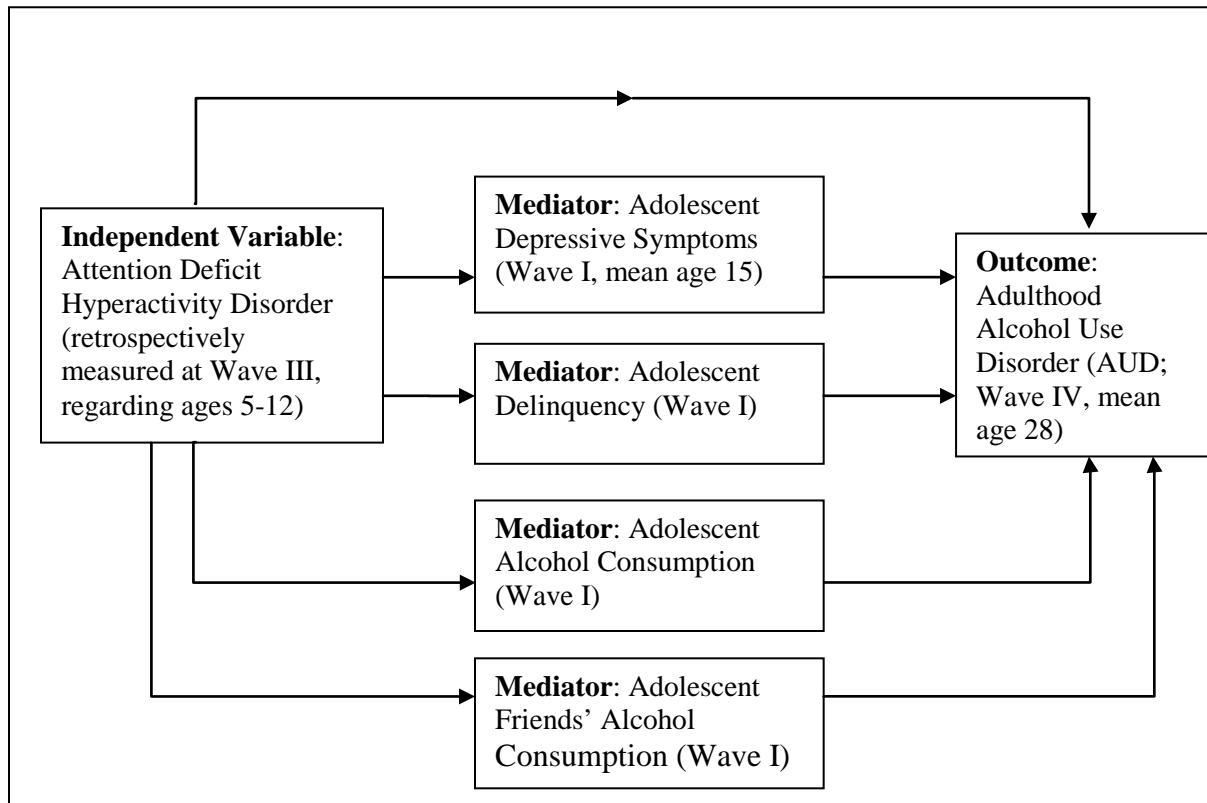 Independent Variable:
Attention Deficit
Hyperactivity Disorder
(retrospectively
measured at Wave III,
regarding ages 5-12)
Mediator: Adolescent
Depressive Symptoms
(Wave I, mean age 15)
Mediator: Adolescent
Delinquency (Wave I)
Mediator: Adolescent
Alcohol Consumption
(Wave I)
Mediator: Adolescent
Friends’ Alcohol
Consumption (Wave I)
Outcome:
Adulthood
Alcohol Use
Disorder (AUD;
Wave IV, mean
age 28)